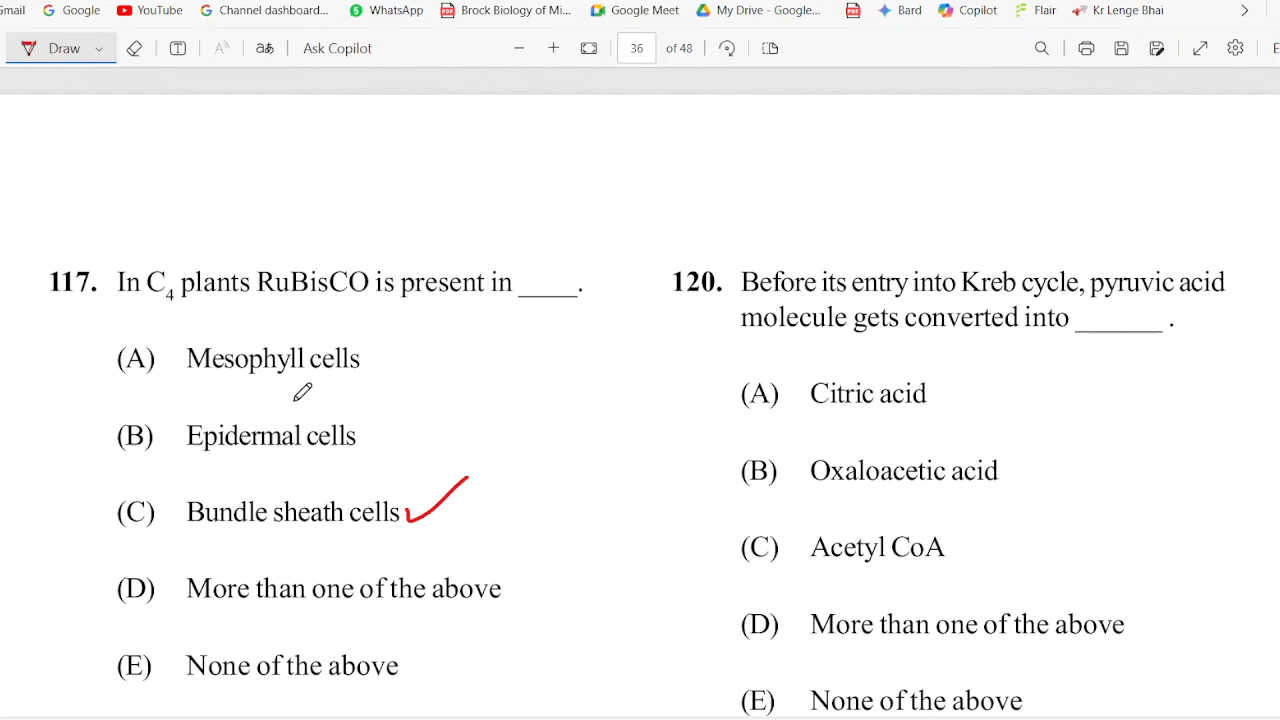 Gmail Google YouTube Channel dashboard... WhatsApp Brock Biology of Mi... Google Meet My Drive - Google... Bard Copilot Flair Kr Lenge Bhai
Draw Ask Copilot 36 of 48
117. In C4 plants RuBisCO is present in ____.
(A) Mesophyll cells
(B) Epidermal cells
(C) Bundle sheath cells
(D) More than one of the above
(E) None of the above
120. Before its entry into Kreb cycle, pyruvic acid
molecule gets converted into ______ .
(A) Citric acid
(B) Oxaloacetic acid
(C) Acetyl CoA
(D) More than one of the above
(E) None of the above